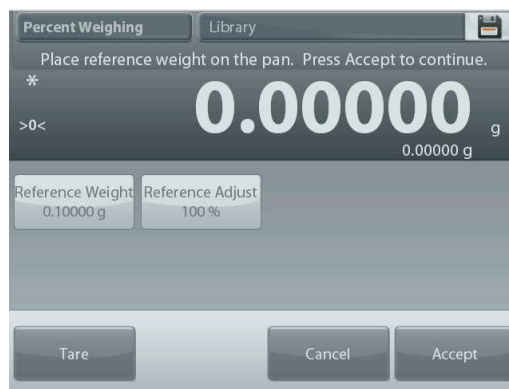 Percent Weighing Library
Place reference weight on the pan. Press Accept to continue.
*
>0<
0.00000 g
0.00000 g
Reference Weight Reference Adjust
0.10000 g 100 %
Tare Cancel Accept